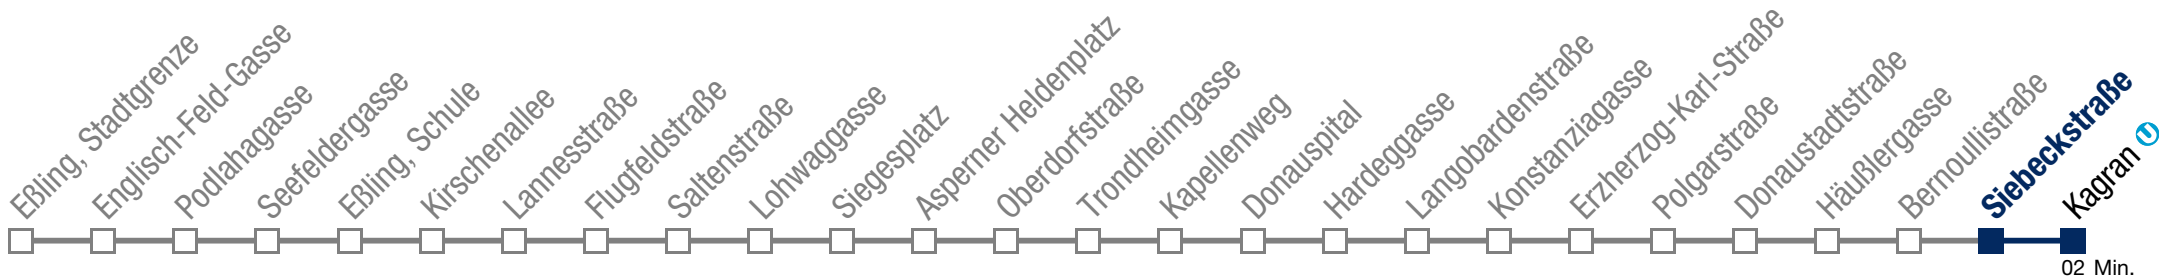 Eßling, Stadtgrenze
Englisch-Feld-Gasse
Podlahagasse
Seefeldergasse
Eßling, Schule
Kirschenallee
Lannesstraße
Flugfeldstraße
Saltenstraße
Lohwaggasse
Siegesplatz
Asperner Heldenplatz
Oberdorfstraße
Trondheimgasse
Kapellenweg
Donauspital
Hardeggasse
Langobardenstraße
Konstanziagasse
Erzherzog-Karl-Straße
Polgarstraße
Donaustadtstraße
Häußlergasse
Bernoullistraße
Siebeckstraße
Kagran U
02 Min.